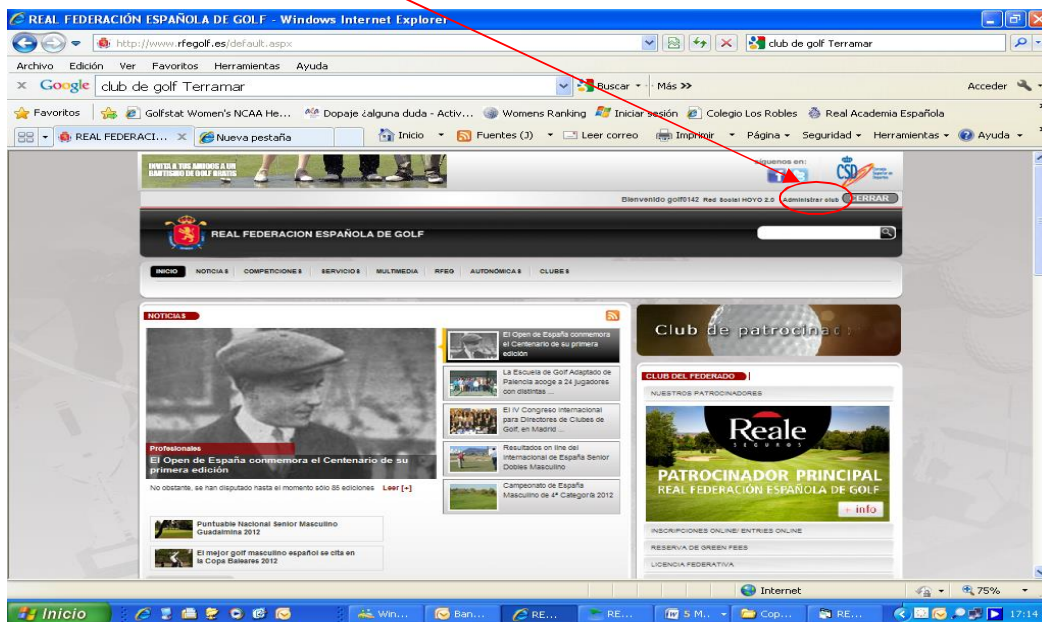 REAL FEDERACIÓN ESPAÑOLA DE GOLF - Windows Internet Explorer
http://www.rfegolf.es/default.aspx
club de golf Terramar
Archivo Edición Ver Favoritos Herramientas Ayuda
Google club de golf Terramar Buscar Más >> Acceder
Favoritos Golfstat Women's NCAA He... Dopaje ¿alguna duda - Activ... Womens Ranking Iniciar sesión Colegio Los Robles Real Academia Española
REAL FEDERACI... Nueva pestaña Inicio Fuentes (J) Leer correo Imprimir Página Seguridad Herramientas Ayuda
INVITA A TUS AMIGOS A UN
BAUTISMO DE GOLF GRATIS
síguenos en:
CSD
Bienvenido golf0142 Red Social HOYO 2.0 Administrar club CERRAR
REAL FEDERACION ESPAÑOLA DE GOLF
INICIO NOTICIAS COMPETICIONES SERVICIOS MULTIMEDIA RFEG AUTONÓMICAS CLUBES
NOTICIAS
El Open de España conmemora
el Centenario de su primera
edición
La Escuela de Golf Adaptado de
Palencia acoge a 24 jugadores
con distintas ...
El IV Congreso internacional
para Directores de Clubes de
Golf, en Madrid ...
Resultados on line del
Internacional de España Senior
Dobles Masculino
Campeonato de España
Masculino de 4ª Categoría 2012
Profesionales
El Open de España conmemora el Centenario de su
primera edición
No obstante, se han disputado hasta el momento sólo 85 ediciones Leer [+]
Puntuable Nacional Senior Masculino
Guadalmina 2012
El mejor golf masculino español se cita en
la Copa Baleares 2012
Club de patrocinad
CLUB DEL FEDERADO
NUESTROS PATROCINADORES
Reale
SEGUROS
PATROCINADOR PRINCIPAL
REAL FEDERACIÓN ESPAÑOLA DE GOLF
+ info
INSCRIPCIONES ONLINE/ ENTRIES ONLINE
RESERVA DE GREEN FEES
LICENCIA FEDERATIVA
Internet 75%
Inicio Win... Ban... RE... RE... 5 M... Cop... RE... 17:14